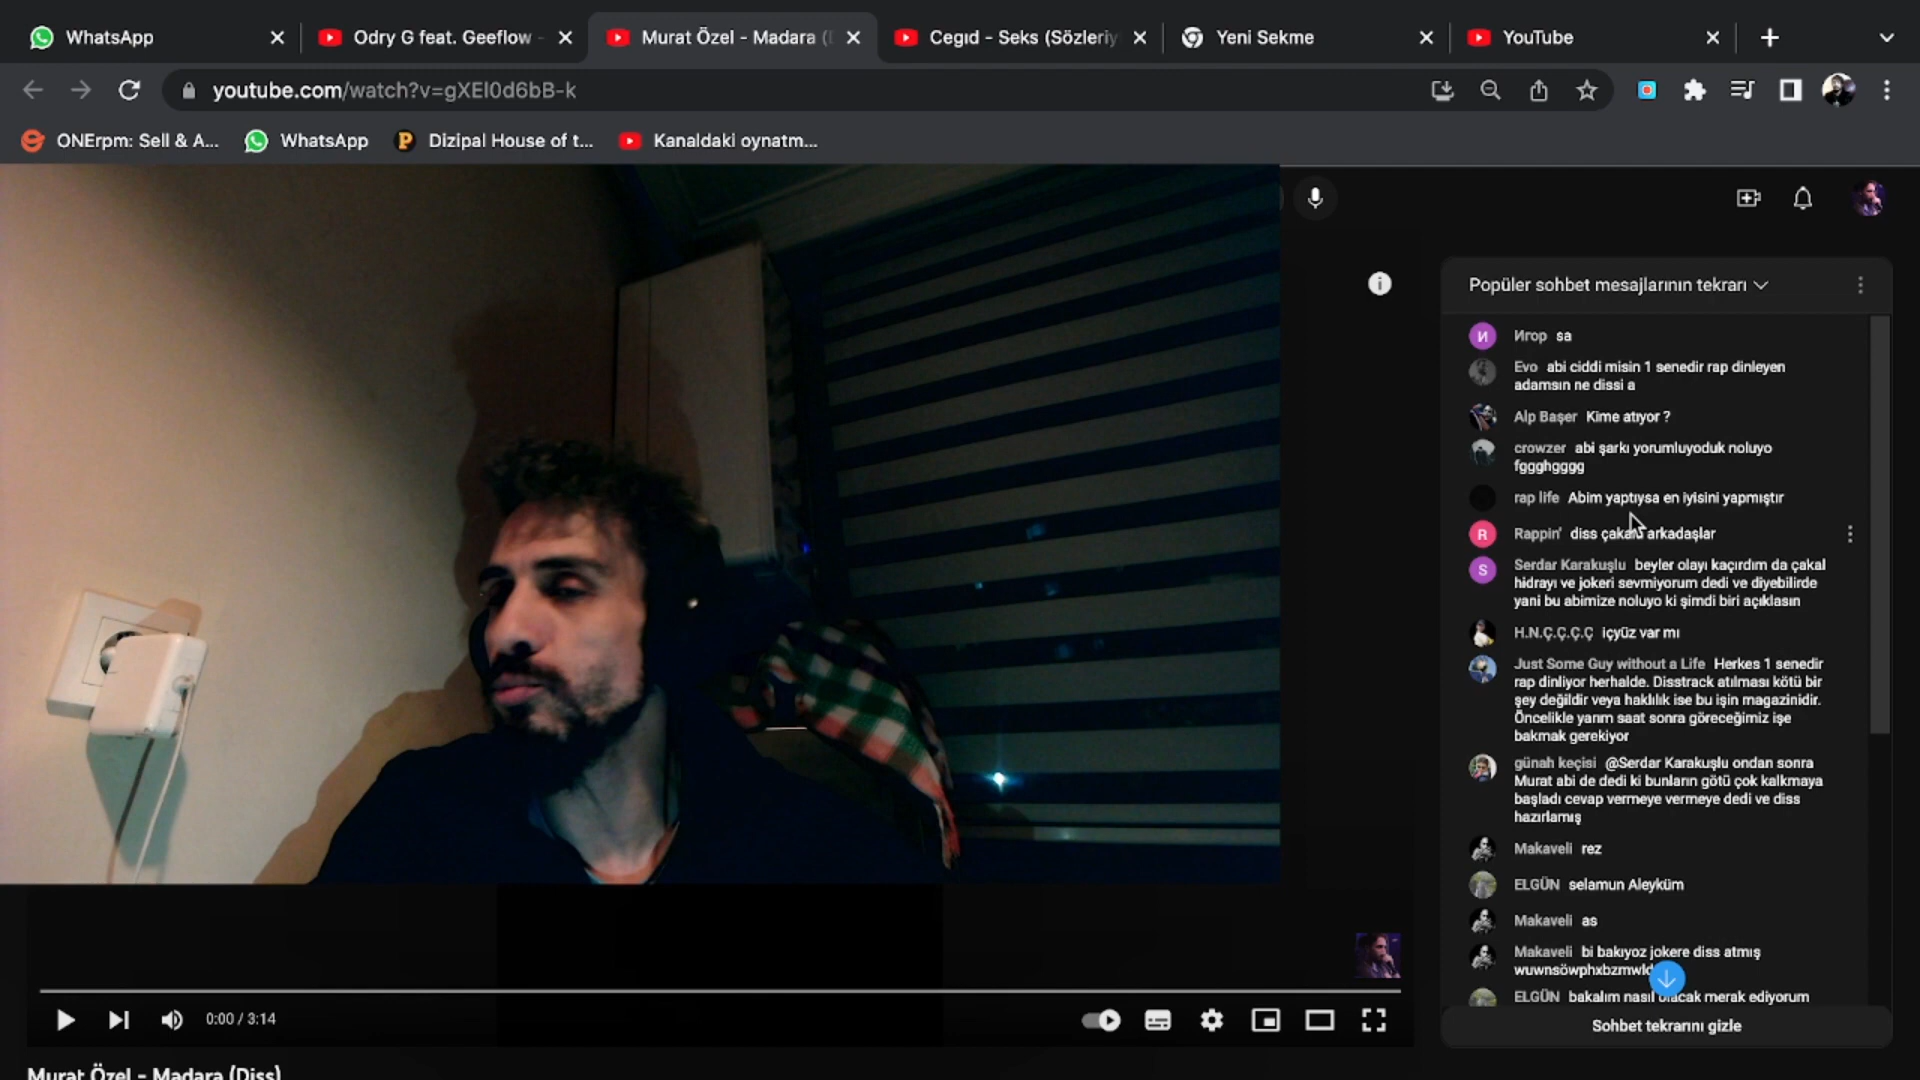 WhatsApp
Odry G feat. Geeflow -
Murat Özel - Madara (
Cegıd - Seks (Sözleriy
Yeni Sekme
YouTube
youtube.com/watch?v=gXEl0d6bB-k
ONErpm: Sell & A...
WhatsApp
Dizipal House of t...
Kanaldaki oynatm...
Popüler sohbet mesajlarının tekrarı
И
Игор sa
Evo abi ciddi misin 1 senedir rap dinleyen
adamsın ne dissi a
Alp Başer Kime atıyor ?
crowzer abi şarkı yorumluyoduk noluyo
fggghgggg
rap life Abim yaptıysa en iyisini yapmıştır
R
Rappin' diss çakalı arkadaşlar
S
Serdar Karakuşlu beyler olayı kaçırdım da çakal
hidrayı ve jokeri sevmiyorum dedi ve diyebilirde
yani bu abimize noluyo ki şimdi biri açıklasın
H.N.Ç.Ç.Ç.Ç içyüz var mı
Just Some Guy without a Life Herkes 1 senedir
rap dinliyor herhalde. Disstrack atılması kötü bir
şey değildir veya haklılık ise bu işin magazinidir.
Öncelikle yarım saat sonra göreceğimiz işe
bakmak gerekiyor
günah keçisi @Serdar Karakuşlu ondan sonra
Murat abi de dedi ki bunların götü çok kalkmaya
başladı cevap vermeye vermeye dedi ve diss
hazırlamış
Makaveli rez
ELGÜN selamun Aleyküm
Makaveli as
Makaveli bi bakıyoz jokere diss atmış
ELGÜN bakalım nasıl olacak merak ediyorum
Sohbet tekrarını gizle
0:00 / 3:14
Murat Özel - Madara (Diss)